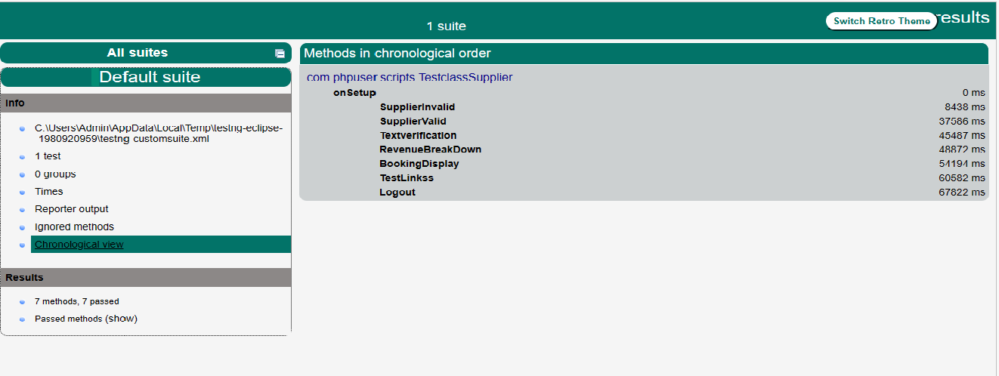 1 suite
Switch Retro Theme
results
All suites
Default suite
Info
C:\Users\Admin\AppData\Local\Temp\testng-eclipse-
1980920959\testng customsuite.xml
1 test
0 groups
Times
Reporter output
Ignored methods
Chronological view
Results
7 methods, 7 passed
Passed methods (show)
Methods in chronological order
com phpuser scripts TestclassSupplier
onSetup 0 ms
SupplierInvalid 8438 ms
SupplierValid 37586 ms
Textverification 45487 ms
RevenueBreakDown 48872 ms
BookingDisplay 54194 ms
TestLinkss 60582 ms
Logout 67822 ms